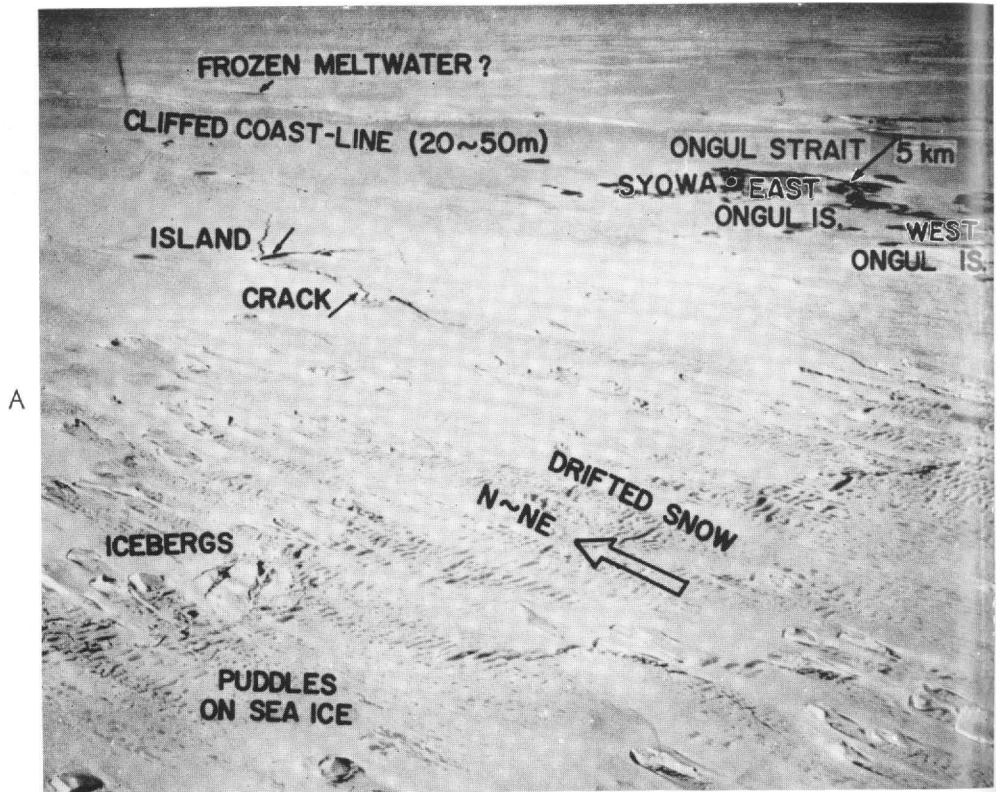 FROZEN MELTWATER ?
CLIFFED COAST-LINE (20~50m)
ONGUL STRAIT
5 km
SYOWA
EAST
ONGUL IS.
WEST
ONGUL IS.
ISLAND
CRACK
A
DRIFTED SNOW
N~NE
ICEBERGS
PUDDLES
ON SEA ICE